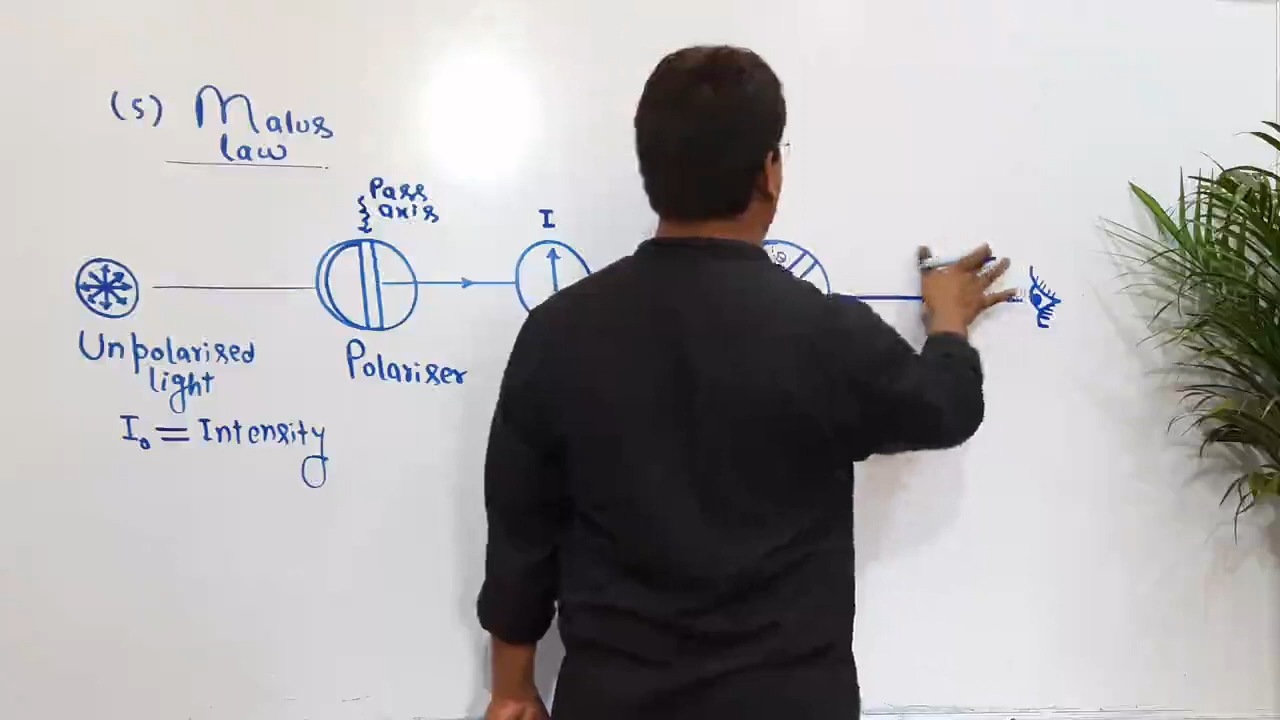 (5) Malus
law
Pass
axis
I
θ
Unpolarised
light
Polariser
I₀ = Intensity